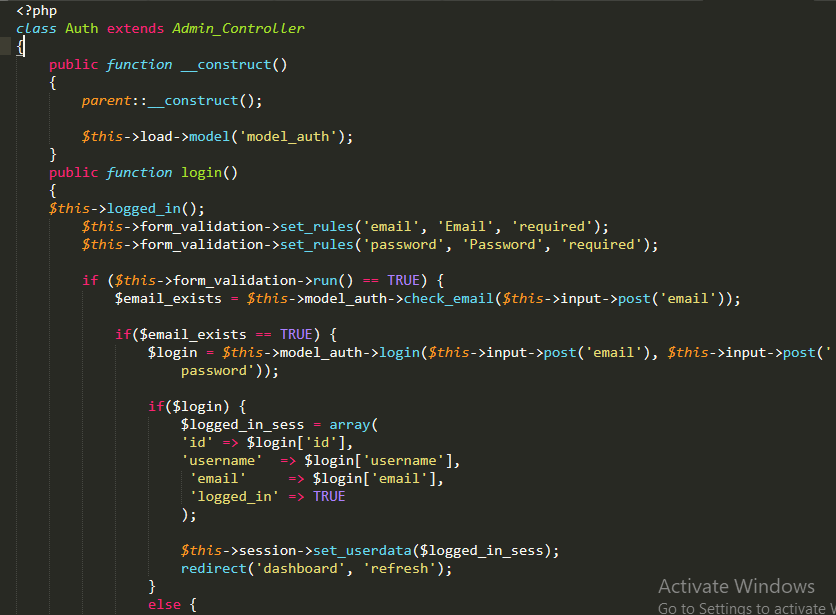 <?php
class Auth extends Admin_Controller
{
    public function __construct()
    {
        parent::__construct();

        $this->load->model('model_auth');
    }
    public function login()
    {
    $this->logged_in();
        $this->form_validation->set_rules('email', 'Email', 'required');
        $this->form_validation->set_rules('password', 'Password', 'required');

        if ($this->form_validation->run() == TRUE) {
            $email_exists = $this->model_auth->check_email($this->input->post('email'));

            if($email_exists == TRUE) {
                $login = $this->model_auth->login($this->input->post('email'), $this->input->post('
                    password'));

                if($login) {
                    $logged_in_sess = array(
                    'id' => $login['id'],
                    'username'  => $login['username'],
                     'email'     => $login['email'],
                     'logged_in' => TRUE
                    );

                    $this->session->set_userdata($logged_in_sess);
                    redirect('dashboard', 'refresh');
                }
                else {
Activate Windows
Go to Settings to activate